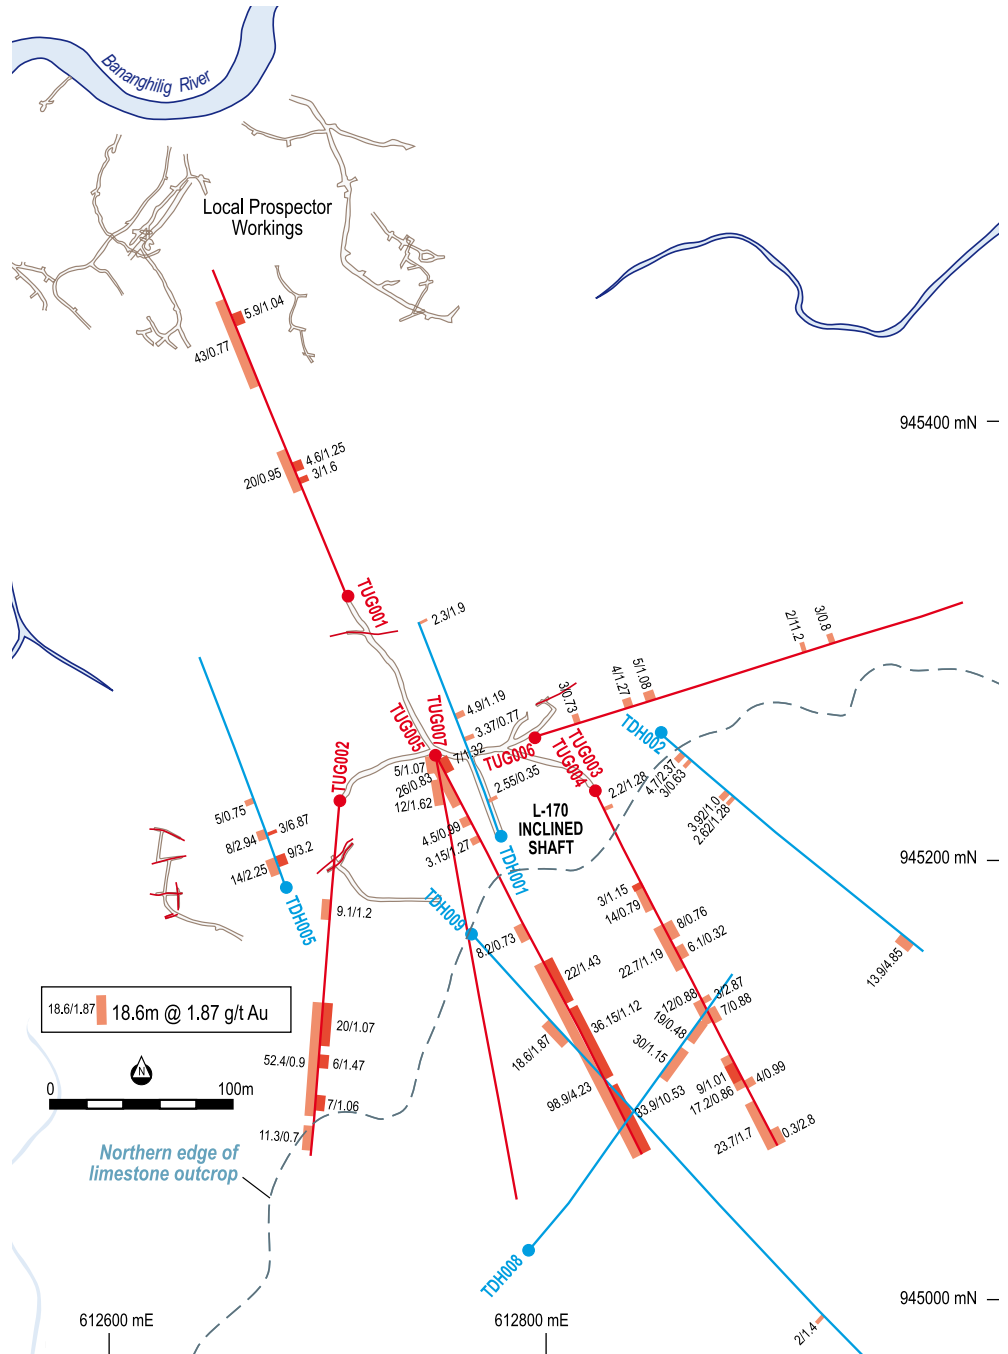 Bananghilig River
Local Prospector
Workings
5.9/1.04
43/0.77
945400 mN
4.6/1.25
3/1.6
20/0.95
TUG001
2.3/1.9
2/11.2
3/0.8
4.9/1.19
3.37/0.77
3/0.73
4/1.27
5/1.08
TUG005
TUG007
TUG002
TUG006
TUG003
TUG004
TDH002
7/1.32
5/1.07
26/0.83
12/1.62
2.55/0.35
2.2/1.28
4.7/2.37
3/0.63
3.92/1.0
2.62/1.28
5/0.75
8/2.94
3/6.87
9/3.2
14/2.25
TDH005
4.5/0.99
3.15/1.27
L-170
INCLINED
SHAFT
TDH001
945200 mN
9.1/1.2
TDH009
8.2/0.73
3/1.15
14/0.79
8/0.76
6.1/0.32
22.7/1.19
13.9/4.85
22/1.43
36.15/1.12
18.6/1.87
98.9/4.23
33.9/10.53
3/2.87
12/0.88
7/0.88
19/0.48
30/1.15
9/1.01
4/0.99
17.2/0.86
23.7/1.7
0.3/2.8
18.6/1.87
18.6m @ 1.87 g/t Au
20/1.07
52.4/0.9
6/1.47
7/1.06
11.3/0.7
N
0
100m
Northern edge of
limestone outcrop
TDH008
945000 mN
612600 mE
612800 mE
2/1.4